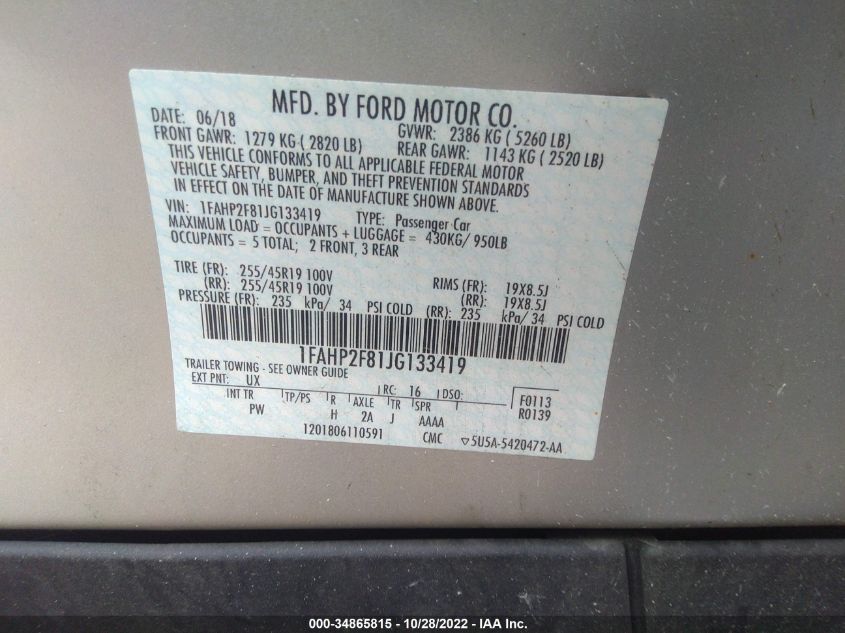 MFD. BY FORD MOTOR CO.
DATE: 06/18 GVWR: 2386 KG ( 5260 LB)
FRONT GAWR: 1279 KG ( 2820 LB) REAR GAWR: 1143 KG ( 2520 LB)
THIS VEHICLE CONFORMS TO ALL APPLICABLE FEDERAL MOTOR
VEHICLE SAFETY, BUMPER, AND THEFT PREVENTION STANDARDS
IN EFFECT ON THE DATE OF MANUFACTURE SHOWN ABOVE.
VIN: 1FAHP2F81JG133419 TYPE: Passenger Car
MAXIMUM LOAD = OCCUPANTS + LUGGAGE = 430KG/ 950LB
OCCUPANTS = 5 TOTAL; 2 FRONT, 3 REAR
TIRE (FR): 255/45R19 100V RIMS (FR): 19X8.5J
(RR): 255/45R19 100V (RR): 19X8.5J
PRESSURE (FR): 235 kPa/ 34 PSI COLD (RR): 235 kPa/ 34 PSI COLD
1FAHP2F81JG133419
TRAILER TOWING - SEE OWNER GUIDE
EXT PNT: UX RC: 16 DSO: F0113
INT TR TP/PS R AXLE TR SPR R0139
PW H 2A J AAAA
1201806110591 CMC ▽5U5A-5420472-AA
000-34865815 - 10/28/2022 - IAA Inc.